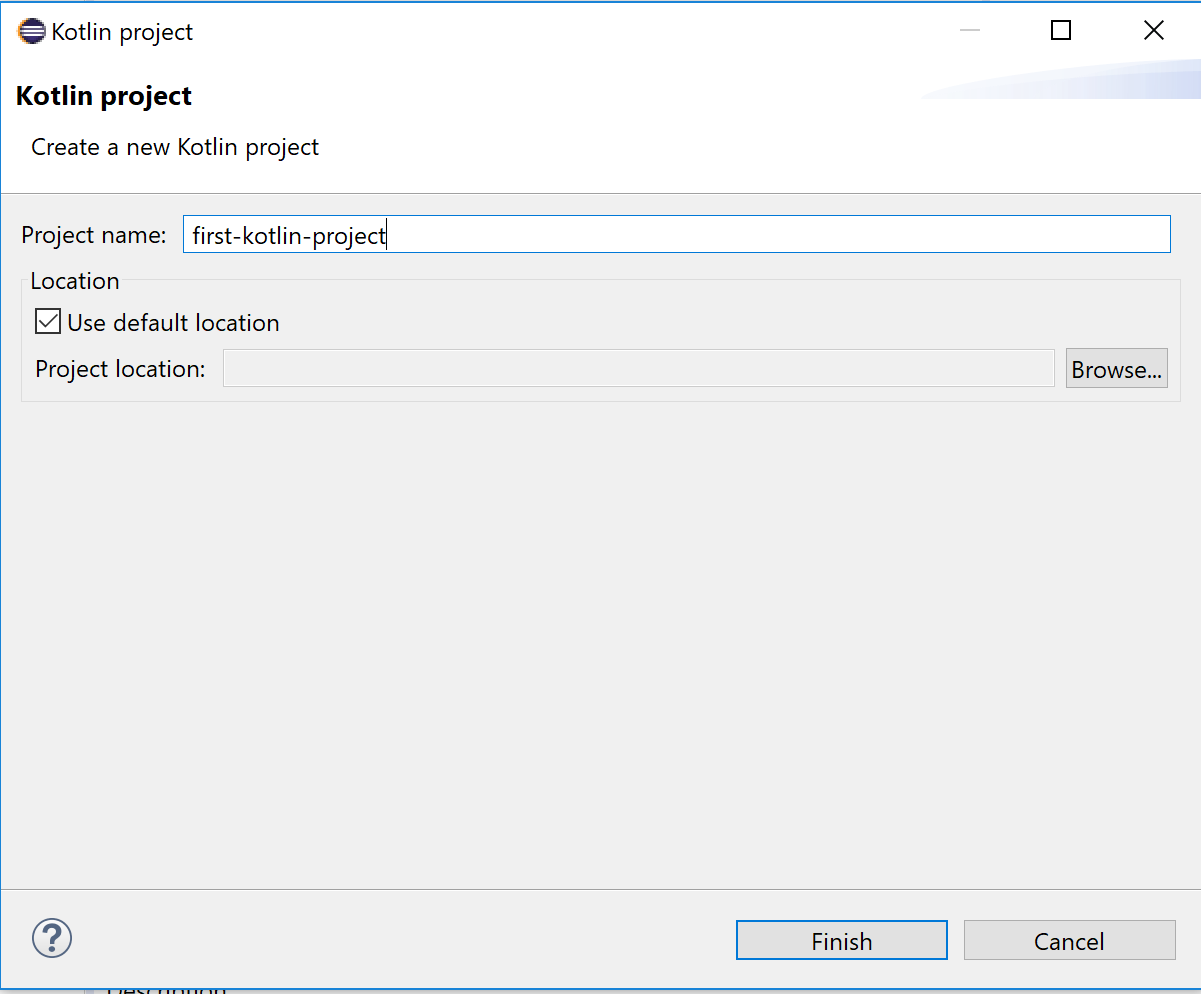 Kotlin project
Kotlin project
Create a new Kotlin project
Project name: first-kotlin-project
Location
Use default location
Project location: Browse...
Finish Cancel
Description